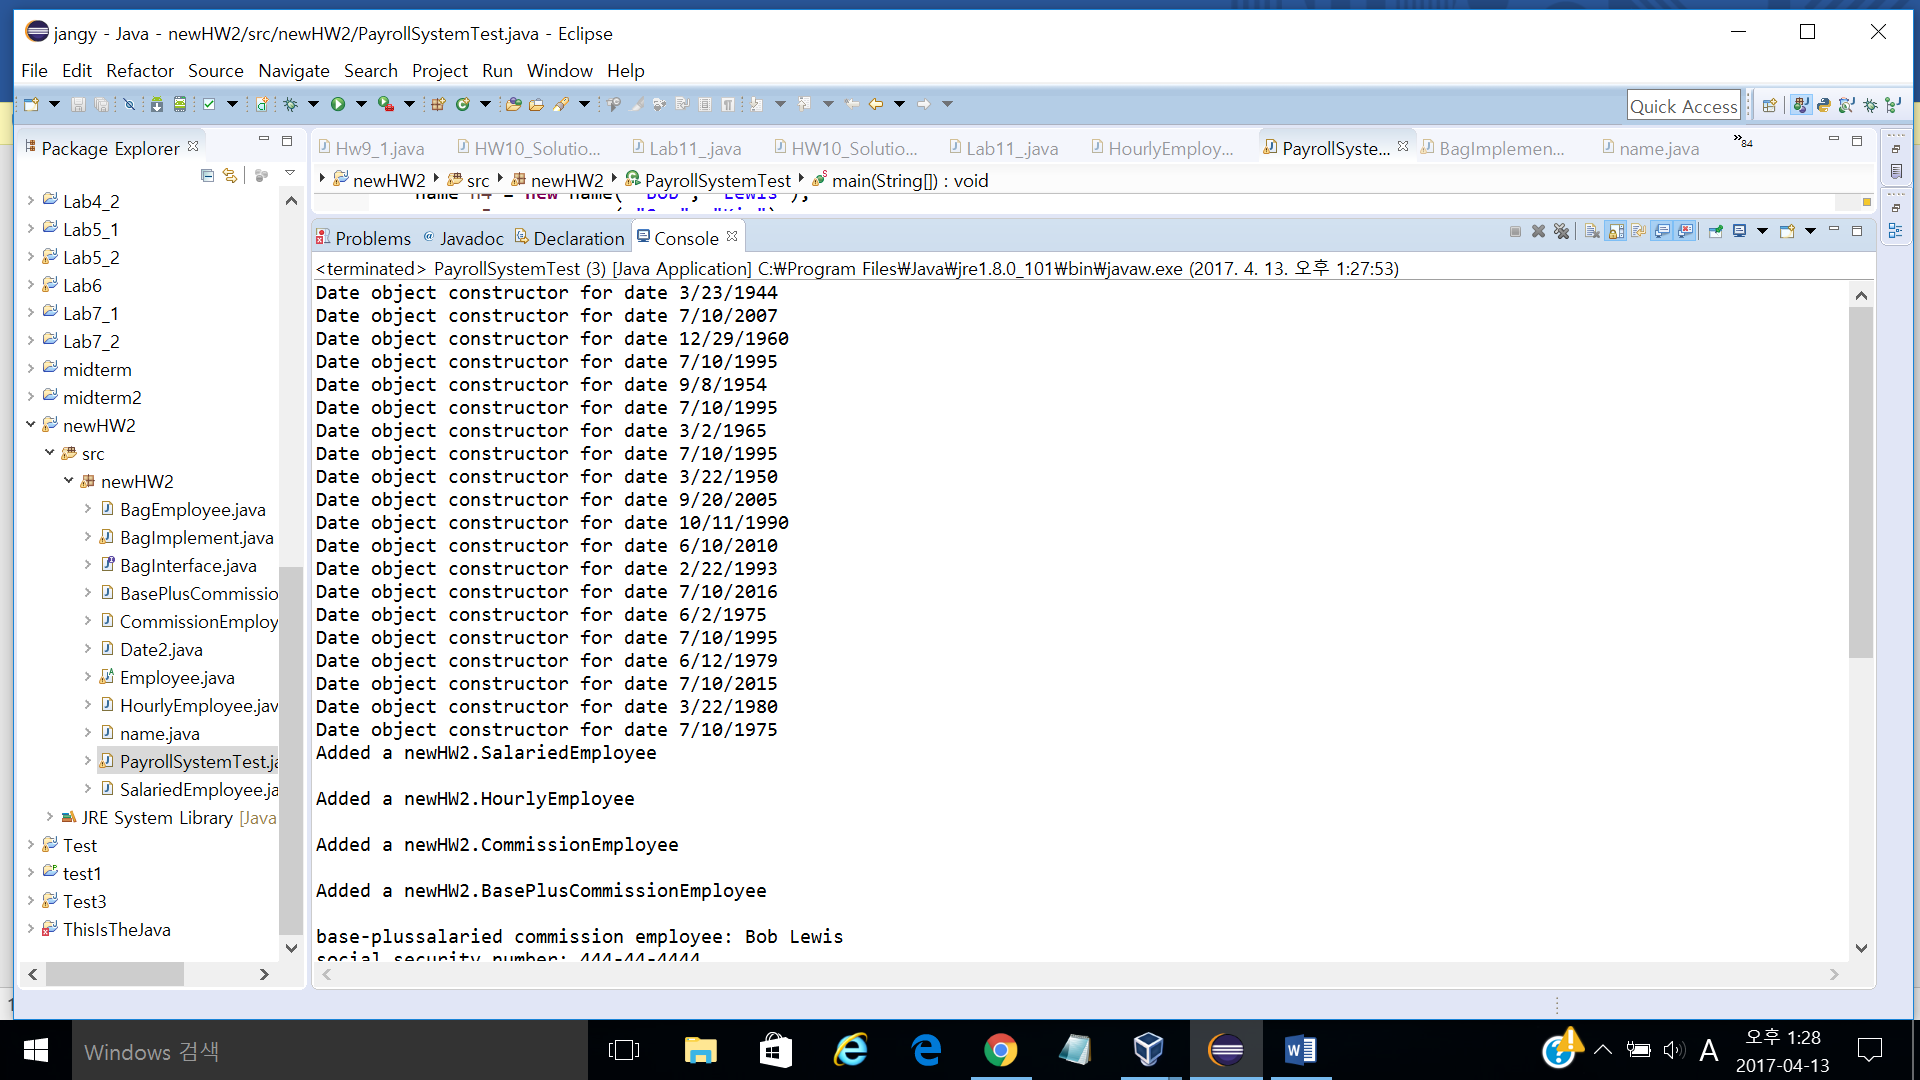 jangy - Java - newHW2/src/newHW2/PayrollSystemTest.java - Eclipse
File Edit Refactor Source Navigate Search Project Run Window Help
Quick Access
Package Explorer
Hw9_1.java HW10_Solutio... Lab11_.java HW10_Solutio... Lab11_.java HourlyEmploy... PayrollSyste... BagImplemen... name.java 84
newHW2 src newHW2 PayrollSystemTest main(String[]) : void
name n4 = new name( "Bob", "Lewis");
Problems @ Javadoc Declaration Console
<terminated> PayrollSystemTest (3) [Java Application] C:₩Program Files₩Java₩jre1.8.0_101₩bin₩javaw.exe (2017. 4. 13. 오후 1:27:53)
Lab4_2
Lab5_1
Lab5_2
Lab6
Lab7_1
Lab7_2
midterm
midterm2
newHW2
src
newHW2
BagEmployee.java
BagImplement.java
BagInterface.java
BasePlusCommissio
CommissionEmploy
Date2.java
Employee.java
HourlyEmployee.jav
name.java
PayrollSystemTest.ja
SalariedEmployee.ja
JRE System Library [Java
Test
test1
Test3
ThisIsTheJava
Date object constructor for date 3/23/1944
Date object constructor for date 7/10/2007
Date object constructor for date 12/29/1960
Date object constructor for date 7/10/1995
Date object constructor for date 9/8/1954
Date object constructor for date 7/10/1995
Date object constructor for date 3/2/1965
Date object constructor for date 7/10/1995
Date object constructor for date 3/22/1950
Date object constructor for date 9/20/2005
Date object constructor for date 10/11/1990
Date object constructor for date 6/10/2010
Date object constructor for date 2/22/1993
Date object constructor for date 7/10/2016
Date object constructor for date 6/2/1975
Date object constructor for date 7/10/1995
Date object constructor for date 6/12/1979
Date object constructor for date 7/10/2015
Date object constructor for date 3/22/1980
Date object constructor for date 7/10/1975
Added a newHW2.SalariedEmployee
Added a newHW2.HourlyEmployee
Added a newHW2.CommissionEmployee
Added a newHW2.BasePlusCommissionEmployee
base-plussalaried commission employee: Bob Lewis
social security number: 444-44-4444
Windows 검색
A
오후 1:28
2017-04-13